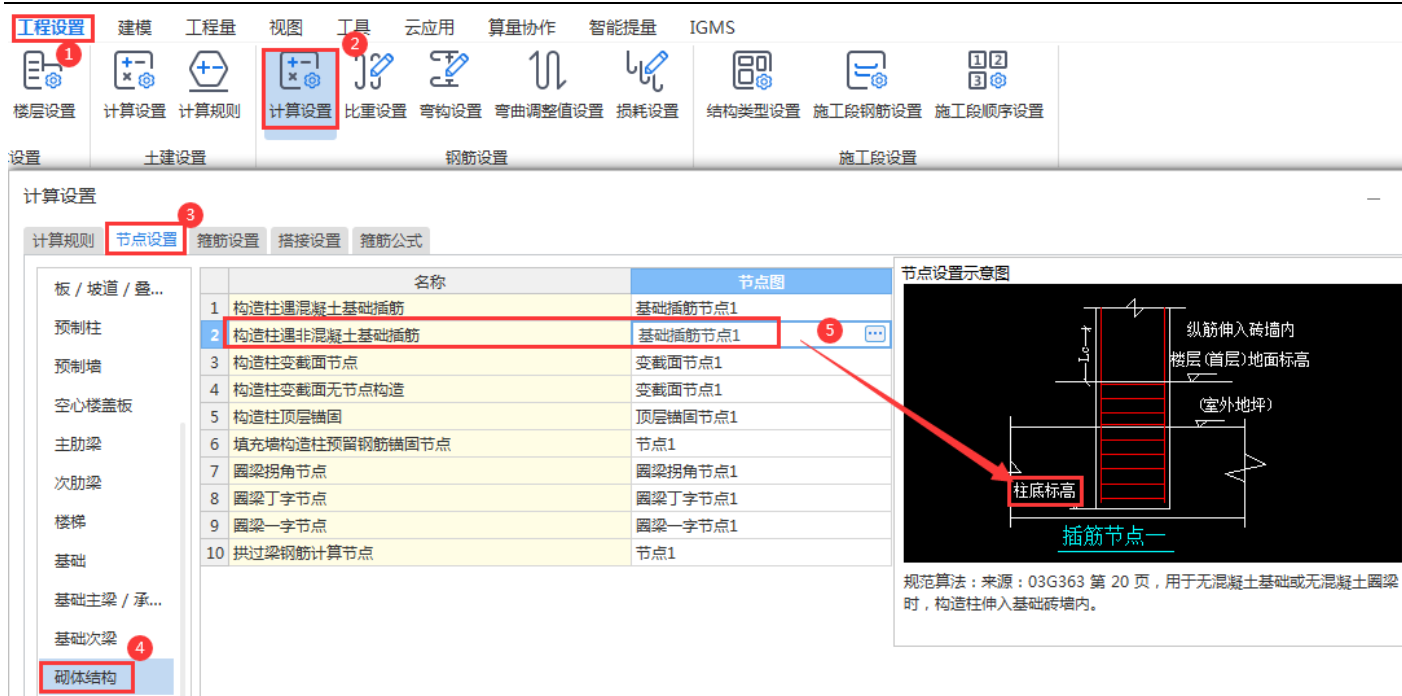 工程设置 建模 工程量 视图 工具 云应用 算量协作 智能提量 IGMS
1 2
楼层设置 计算设置 计算规则 计算设置 比重设置 弯钩设置 弯曲调整值设置 损耗设置 结构类型设置 施工段钢筋设置 施工段顺序设置
设置 土建设置 钢筋设置 施工段设置
计算设置
3
计算规则 节点设置 箍筋设置 搭接设置 箍筋公式
板 / 坡道 / 叠...
预制柱
预制墙
空心楼盖板
主肋梁
次肋梁
楼梯
基础
基础主梁 / 承...
基础次梁
4
砌体结构
名称 节点图
1 构造柱遇混凝土基础插筋 基础插筋节点1
2 构造柱遇非混凝土基础插筋 基础插筋节点1 5
3 构造柱变截面节点 变截面节点1
4 构造柱变截面无节点构造 变截面节点1
5 构造柱顶层锚固 顶层锚固节点1
6 填充墙构造柱预留钢筋锚固节点 节点1
7 圈梁拐角节点 圈梁拐角节点1
8 圈梁丁字节点 圈梁丁字节点1
9 圈梁一字节点 圈梁一字节点1
10 拱过梁钢筋计算节点 节点1
节点设置示意图
纵筋伸入砖墙内
Lc
楼层(首层)地面标高
(室外地坪)
柱底标高
插筋节点一
规范算法：来源：03G363 第 20 页，用于无混凝土基础或无混凝土圈梁
时，构造柱伸入基础砖墙内。